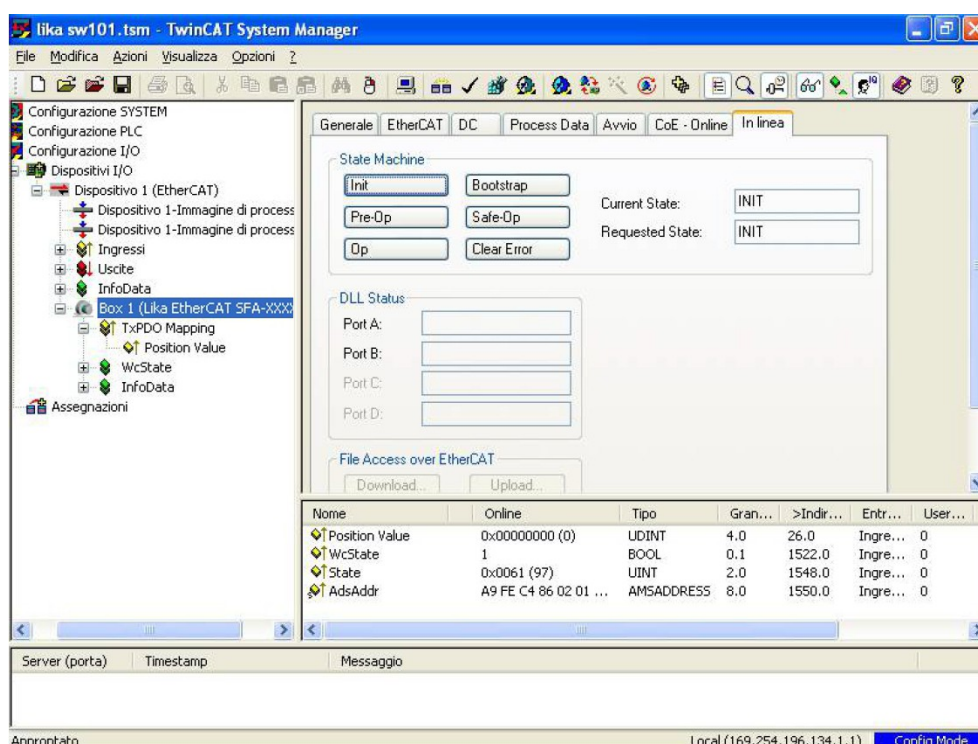 lika sw101.tsm - TwinCAT System Manager
File Modifica Azioni Visualizza Opzioni ?
Configurazione SYSTEM
Configurazione PLC
Configurazione I/O
Dispositivi I/O
Dispositivo 1 (EtherCAT)
Dispositivo 1-Immagine di process
Dispositivo 1-Immagine di process
Ingressi
Uscite
InfoData
Box 1 (Lika EtherCAT SFA-XXXX
TxPDO Mapping
Position Value
WcState
InfoData
Assegnazioni
Generale EtherCAT DC Process Data Avvio CoE - Online In linea
State Machine
Init Bootstrap
Pre-Op Safe-Op
Op Clear Error
Current State: INIT
Requested State: INIT
DLL Status
Port A:
Port B:
Port C:
Port D:
File Access over EtherCAT
Download... Upload...
Nome Online Tipo Gran... >Indir... Entr... User...
Position Value 0x00000000 (0) UDINT 4.0 26.0 Ingre... 0
WcState 1 BOOL 0.1 1522.0 Ingre... 0
State 0x0061 (97) UINT 2.0 1548.0 Ingre... 0
AdsAddr A9 FE C4 86 02 01 ... AMSADDRESS 8.0 1550.0 Ingre... 0
Server (porta) Timestamp Messaggio
Approntato Local (169.254.196.134.1.1) Config Mode